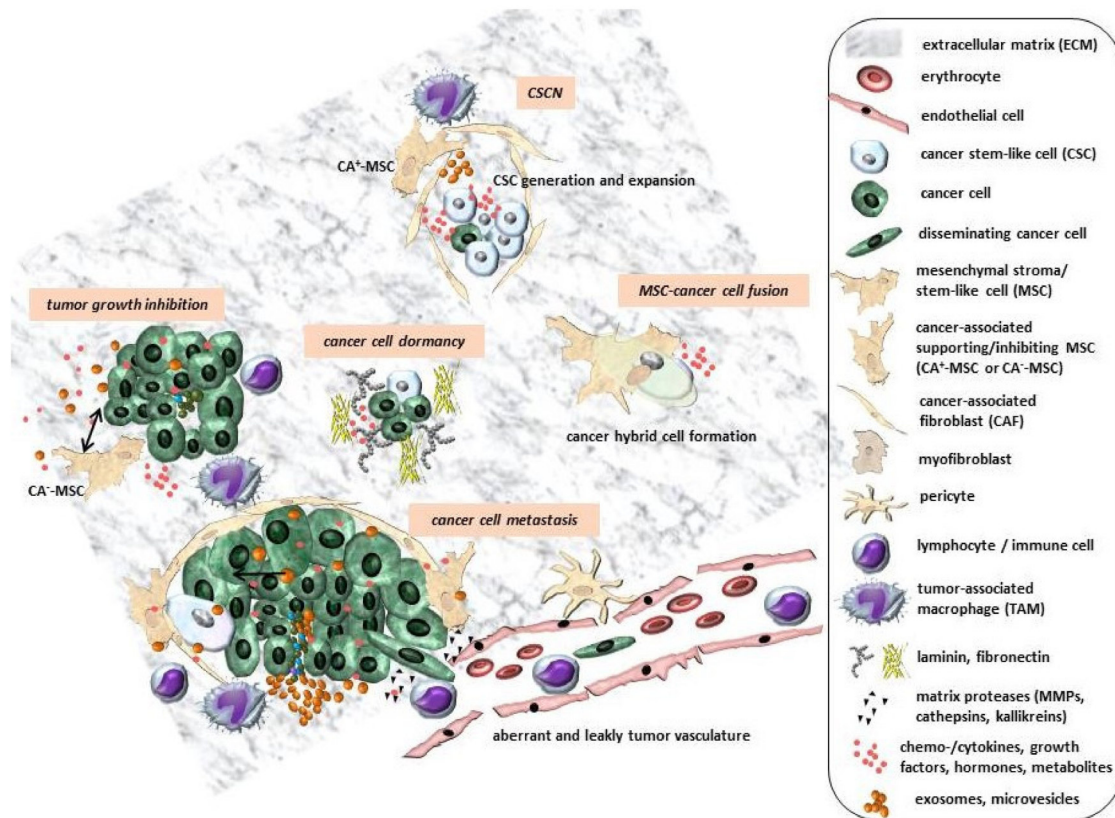 CSCN
CA⁺-MSC
CSC generation and expansion
tumor growth inhibition
MSC-cancer cell fusion
cancer cell dormancy
cancer hybrid cell formation
CA⁻-MSC
cancer cell metastasis
aberrant and leakly tumor vasculature
extracellular matrix (ECM)
erythrocyte
endothelial cell
cancer stem-like cell (CSC)
cancer cell
disseminating cancer cell
mesenchymal stroma/
stem-like cell (MSC)
cancer-associated
supporting/inhibiting MSC
(CA⁺-MSC or CA⁻-MSC)
cancer-associated
fibroblast (CAF)
myofibroblast
pericyte
lymphocyte / immune cell
tumor-associated
macrophage (TAM)
laminin, fibronectin
matrix proteases (MMPs,
cathepsins, kallikreins)
chemo-/cytokines, growth
factors, hormones, metabolites
exosomes, microvesicles